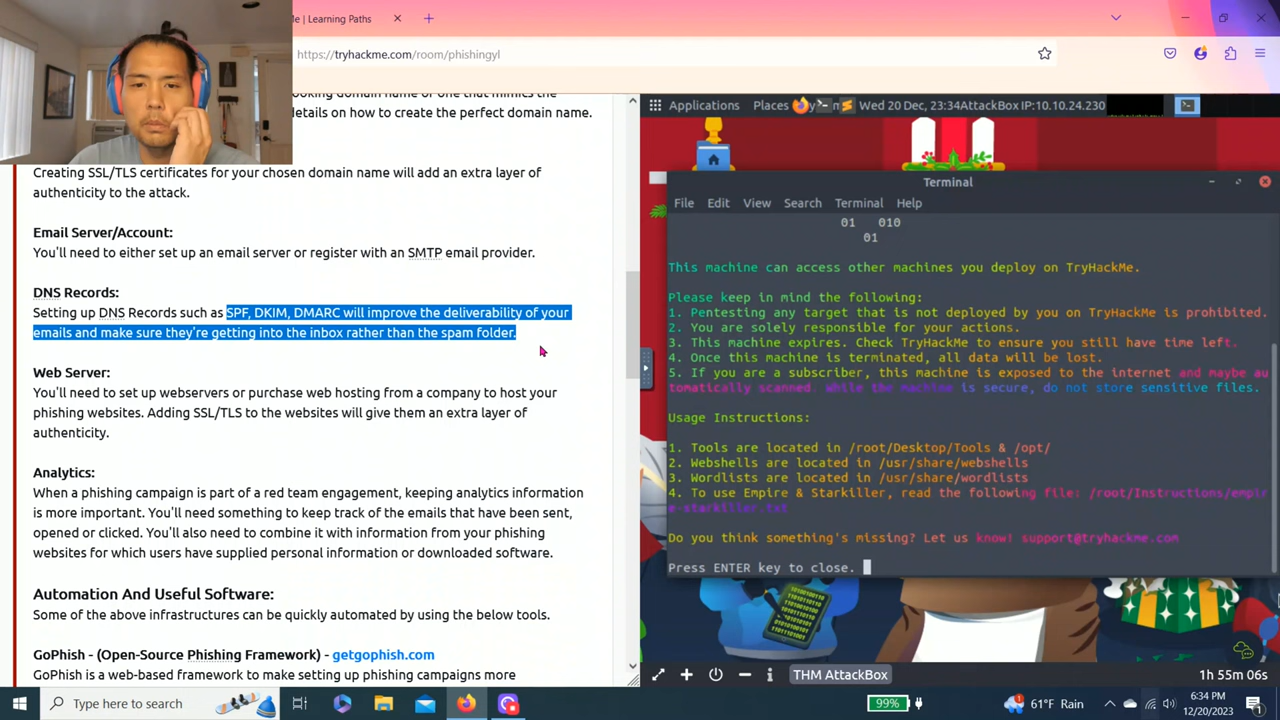 Me | Learning Paths
https://tryhackme.com/room/phishingyl
details on how to create the perfect domain name.
Creating SSL/TLS certificates for your chosen domain name will add an extra layer of
authenticity to the attack.
Email Server/Account:
You'll need to either set up an email server or register with an SMTP email provider.
DNS Records:
Setting up DNS Records such as SPF, DKIM, DMARC will improve the deliverability of your
emails and make sure they're getting into the inbox rather than the spam folder.
Web Server:
You'll need to set up webservers or purchase web hosting from a company to host your
phishing websites. Adding SSL/TLS to the websites will give them an extra layer of
authenticity.
Analytics:
When a phishing campaign is part of a red team engagement, keeping analytics information
is more important. You'll need something to keep track of the emails that have been sent,
opened or clicked. You'll also need to combine it with information from your phishing
websites for which users have supplied personal information or downloaded software.
Automation And Useful Software:
Some of the above infrastructures can be quickly automated by using the below tools.
GoPhish - (Open-Source Phishing Framework) - getgophish.com
GoPhish is a web-based framework to make setting up phishing campaigns more
Applications Places Wed 20 Dec, 23:34 AttackBox IP:10.10.24.230
Terminal
File Edit View Search Terminal Help
01 010
01
This machine can access other machines you deploy on TryHackMe.
Please keep in mind the following:
1. Pentesting any target that is not deployed by you on TryHackMe is prohibited.
2. You are solely responsible for your actions.
3. This machine expires. Check TryHackMe to ensure you still have time left.
4. Once this machine is terminated, all data will be lost.
5. If you are a subscriber, this machine is exposed to the internet and maybe au
tomatically scanned. While the machine is secure, do not store sensitive files.
Usage Instructions:
1. Tools are located in /root/Desktop/Tools & /opt/
2. Webshells are located in /usr/share/webshells
3. Wordlists are located in /usr/share/wordlists
4. To use Empire & Starkiller, read the following file: /root/Instructions/empir
e-starkiller.txt
Do you think something's missing? Let us know! support@tryhackme.com
Press ENTER key to close.
THM AttackBox
1h 55m 06s
Type here to search
99%
61°F Rain
6:34 PM
12/20/2023